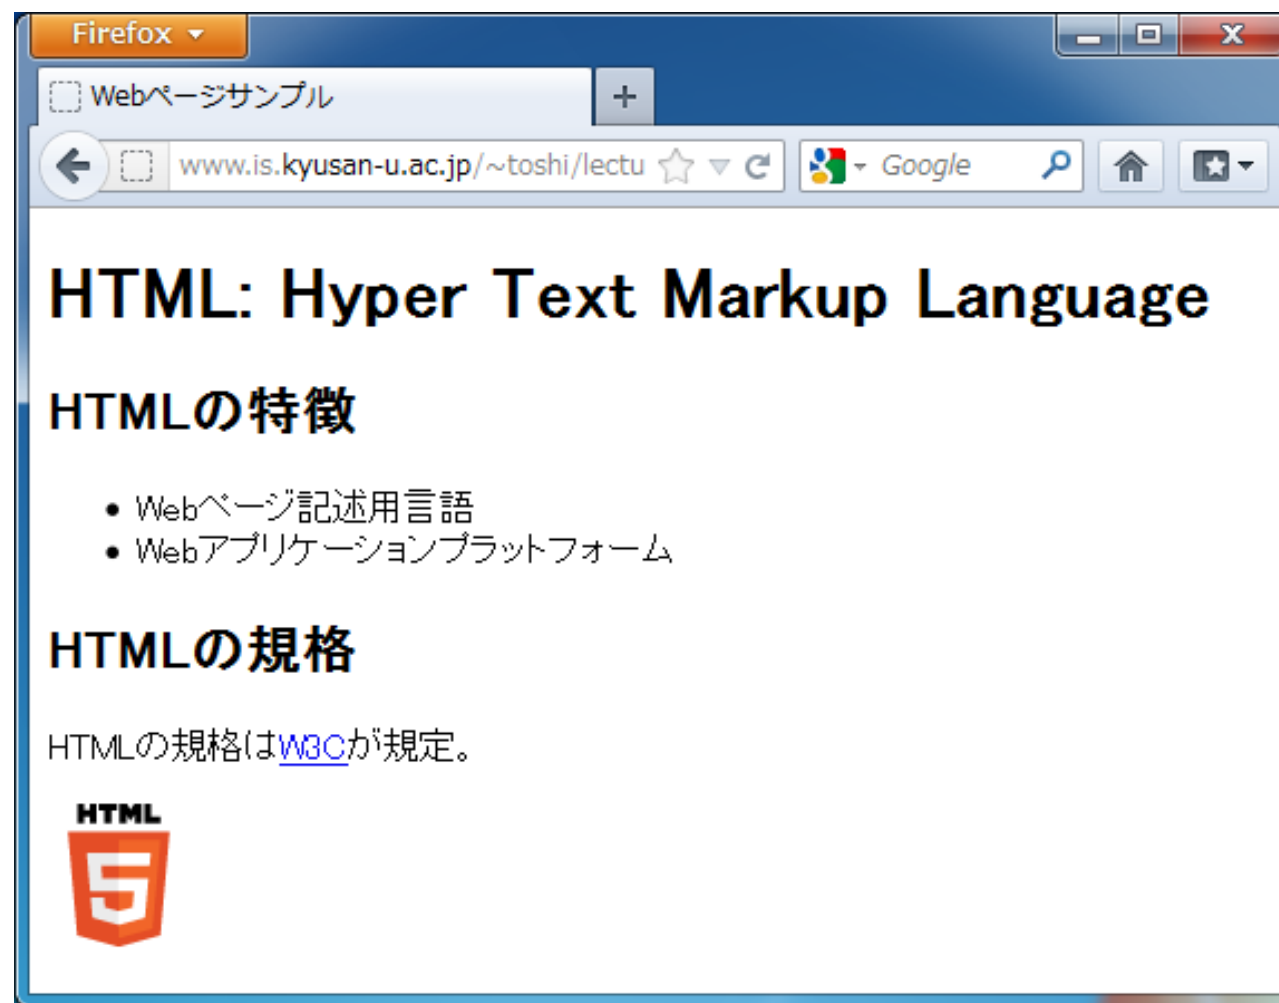 Firefox
Webページサンプル
www.is.kyusan-u.ac.jp/~toshi/lectu
Google
HTML: Hyper Text Markup Language
HTMLの特徴
• Webページ記述用言語
• Webアプリケーションプラットフォーム
HTMLの規格
HTMLの規格はW3Cが規定。
HTML
5